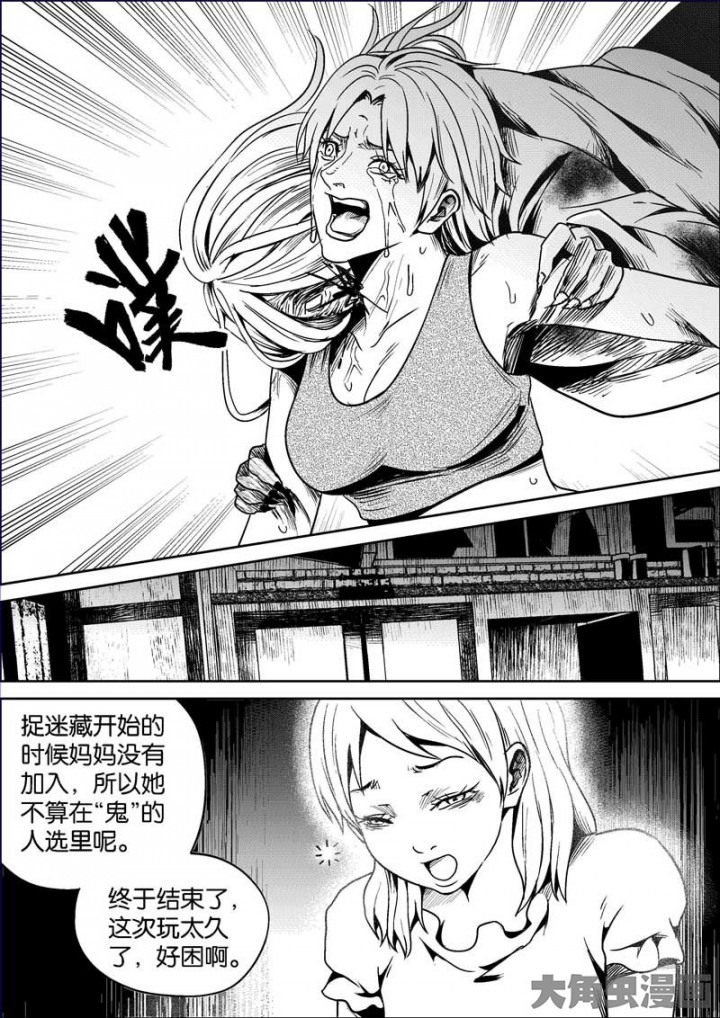 捉迷藏开始的
时候妈妈没有
加入，所以她
不算在“鬼”的
人选里呢。
终于结束了，
这次玩太久
了，好困啊。
大角虫漫画